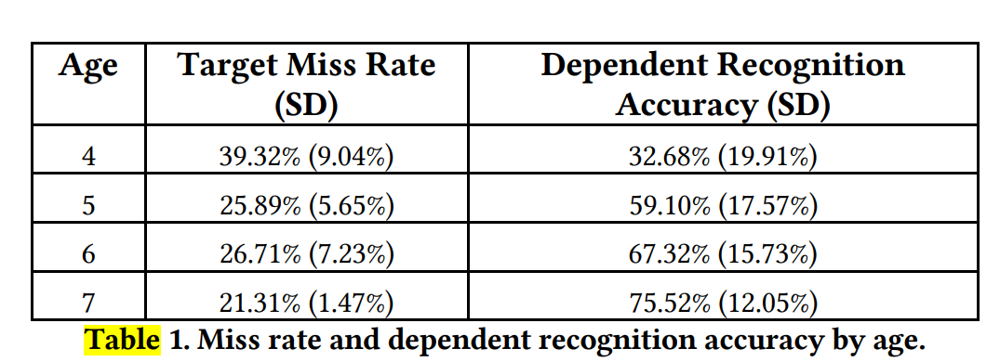 Age Target Miss Rate (SD) Dependent Recognition Accuracy (SD)
4 39.32% (9.04%) 32.68% (19.91%)
5 25.89% (5.65%) 59.10% (17.57%)
6 26.71% (7.23%) 67.32% (15.73%)
7 21.31% (1.47%) 75.52% (12.05%)
Table 1. Miss rate and dependent recognition accuracy by age.